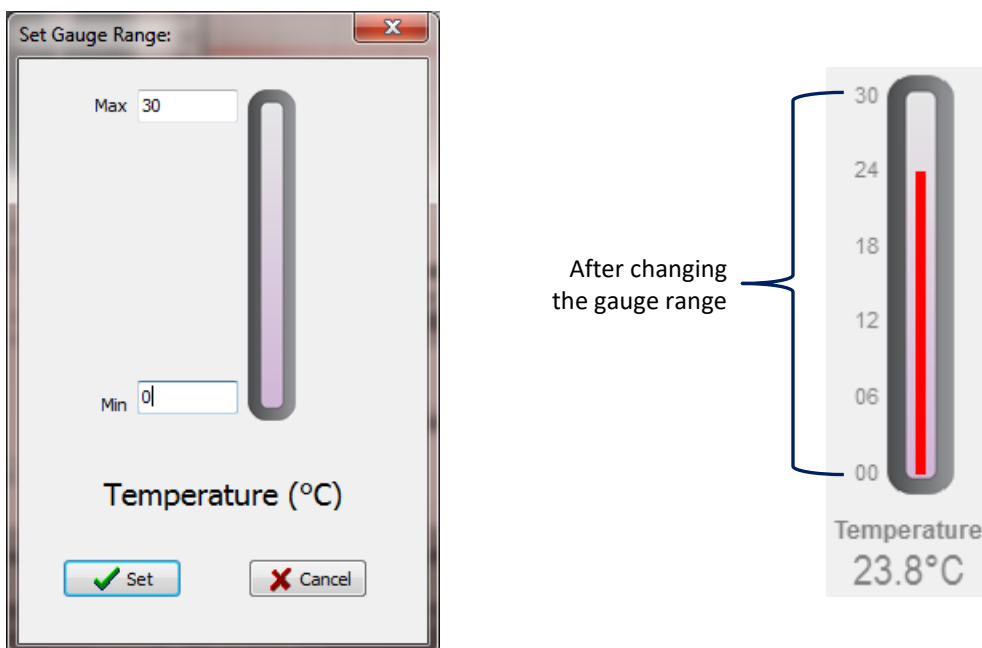 Set Gauge Range:
Max 30
Min 0
Temperature (°C)
Set
Cancel
After changing
the gauge range
30
24
18
12
06
00
Temperature
23.8°C